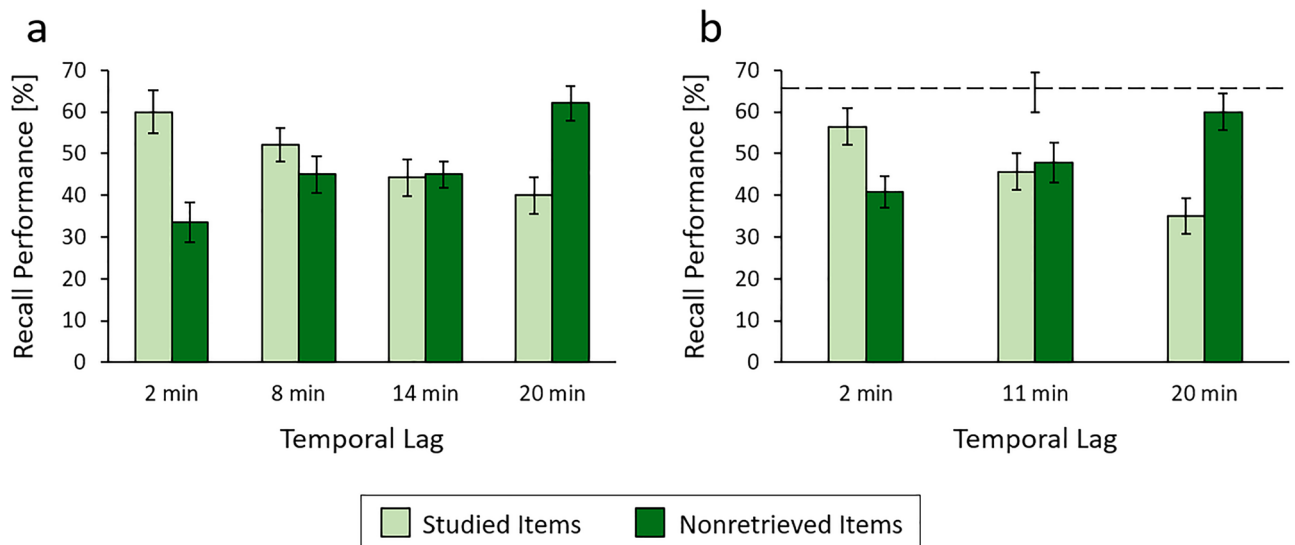 a
Recall Performance [%]
70
60
50
40
30
20
10
0
2 min
8 min
14 min
20 min
Temporal Lag
b
Recall Performance [%]
70
60
50
40
30
20
10
0
2 min
11 min
20 min
Temporal Lag
Studied Items
Nonretrieved Items